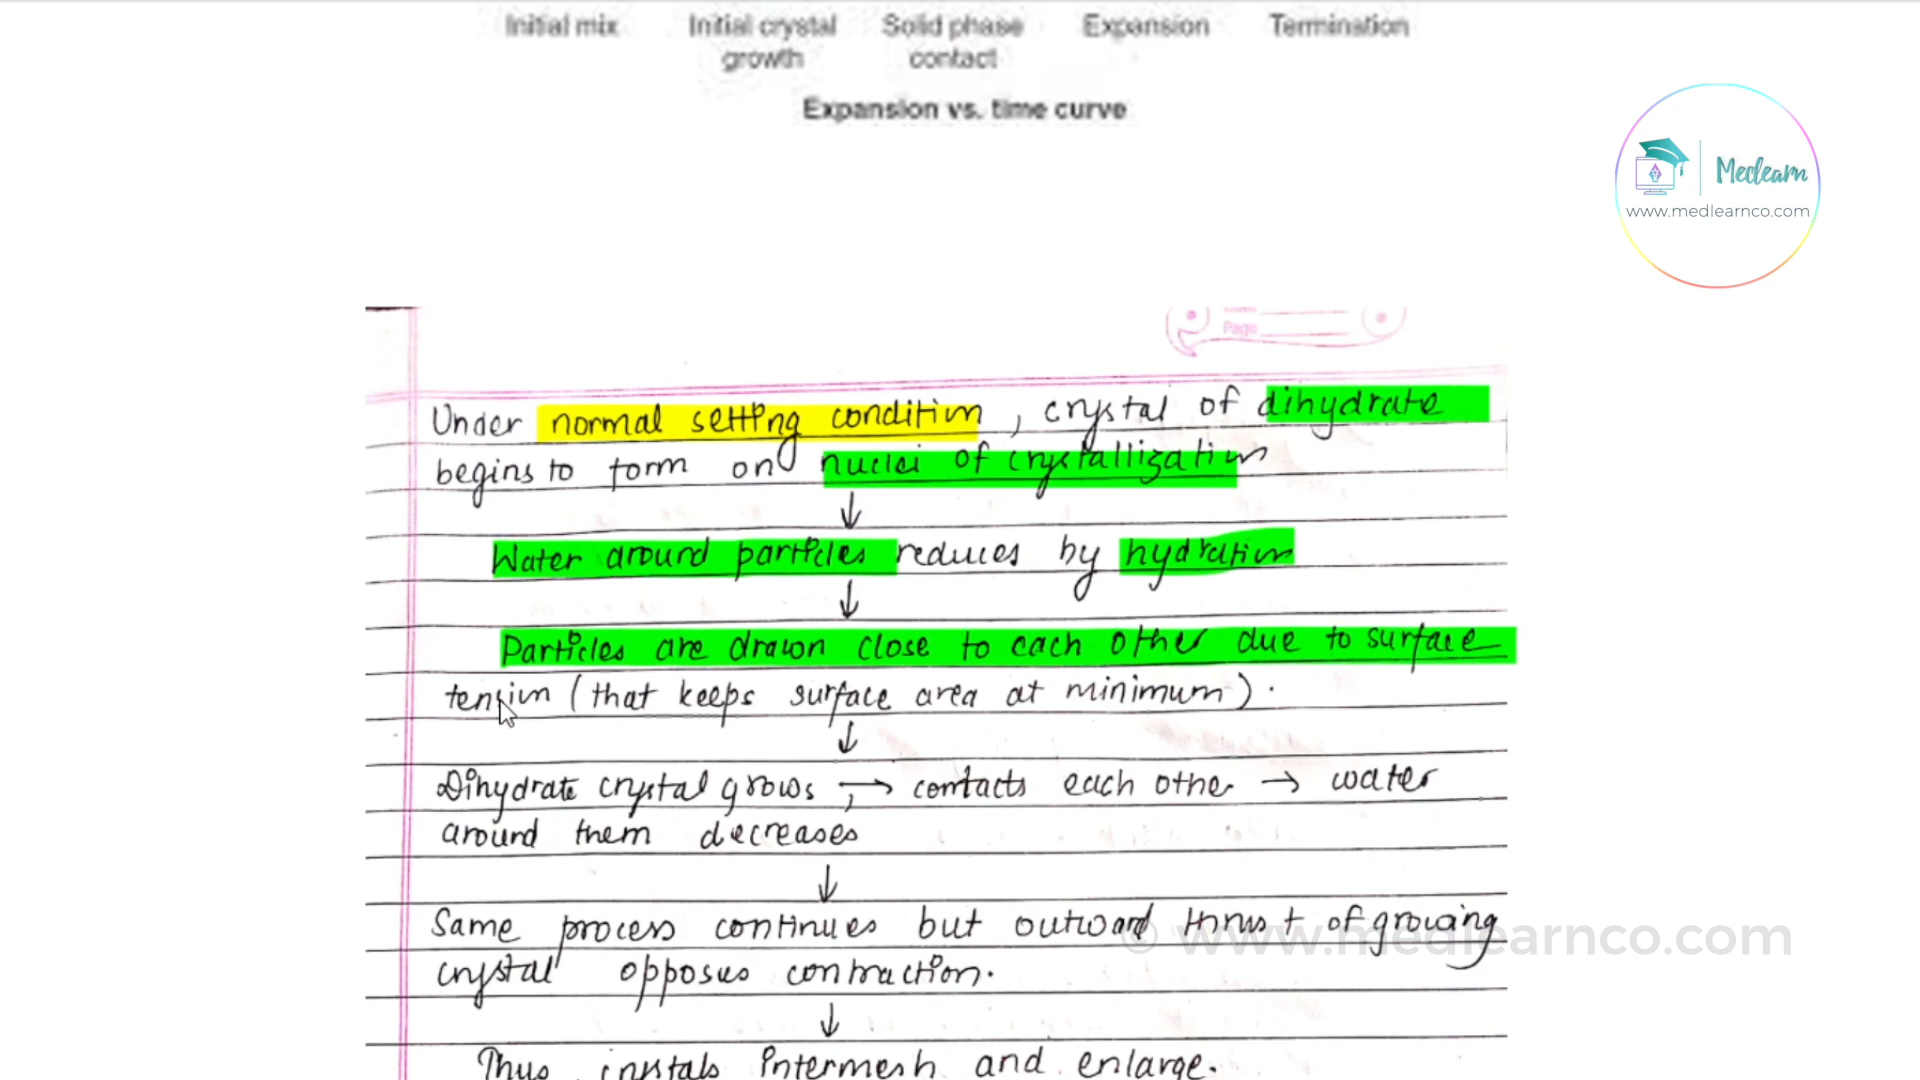 Initial mix Initial crystal growth Solid phase contact Expansion Termination
Expansion vs. time curve
Medlearn
www.medlearnco.com
Page
Under normal setting condition, crystal of dihydrate
begins to form on nuclei of crystallization
↓
Water around particles reduces by hydration
↓
Particles are drawn close to each other due to surface
tension (that keeps surface area at minimum).
↓
Dihydrate crystal grows → contacts each other → water
around them decreases
↓
Same process continues but outward thrust of growing
crystal opposes contraction.
© www.medlearnco.com
↓
Thus crystals intermesh and enlarge.